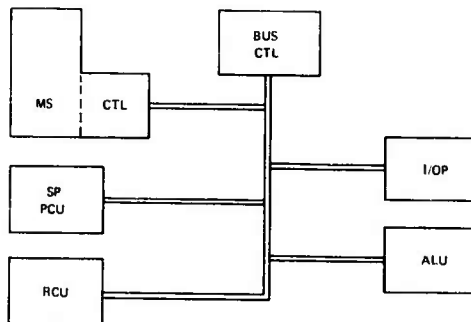 BUS
CTL
MS
CTL
I/OP
SP
PCU
ALU
RCU